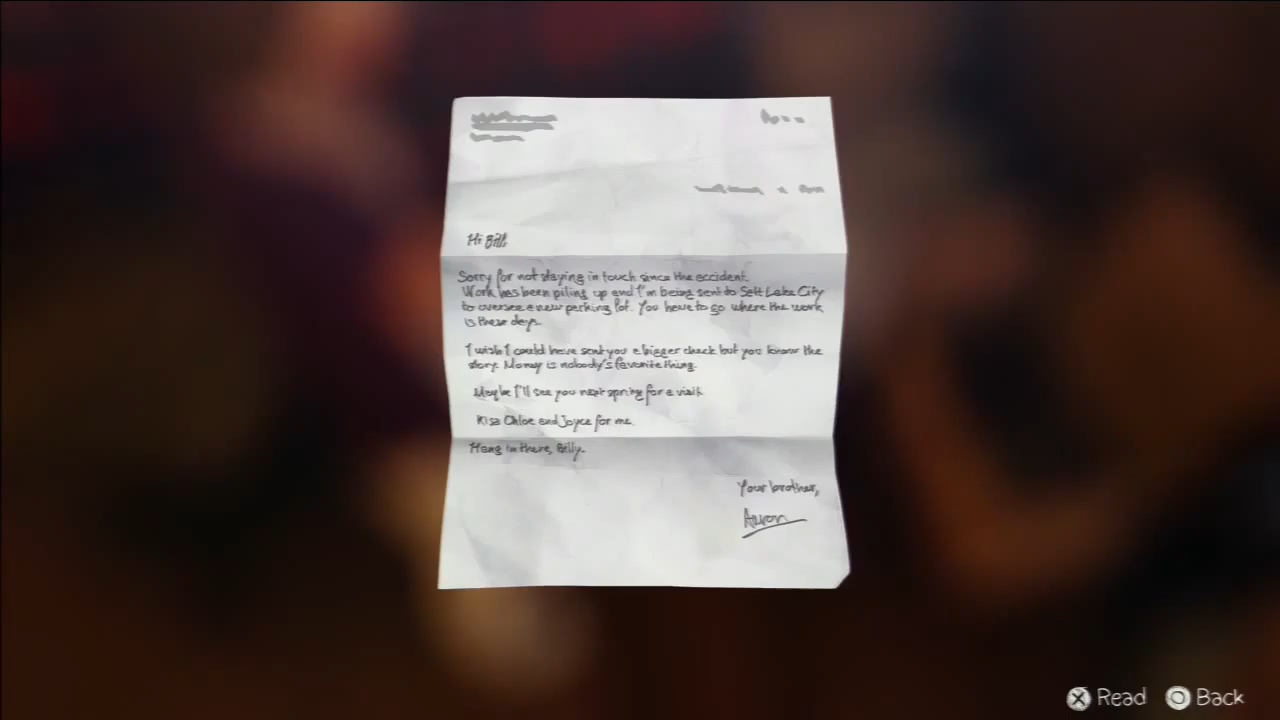 Hi Bill,
Sorry for not staying in touch since the accident.
Work has been piling up and I'm being sent to Salt Lake City
to oversee a new parking lot. You have to go where the work
is these days.
I wish I could have sent you a bigger check but you know the
story. Money is nobody's favorite thing.
Maybe I'll see you next spring for a visit.
Kiss Chloe and Joyce for me.
Hang in there, Billy.
Your brother,
Aaron
Read Back